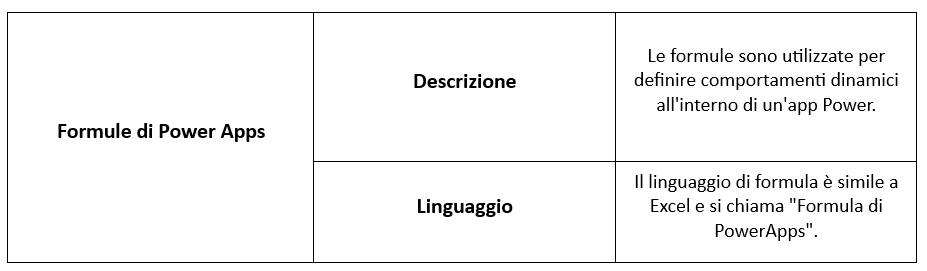 Formule di Power Apps
Descrizione
Le formule sono utilizzate per
definire comportamenti dinamici
all'interno di un'app Power.
Linguaggio
Il linguaggio di formula è simile a
Excel e si chiama "Formula di
PowerApps".